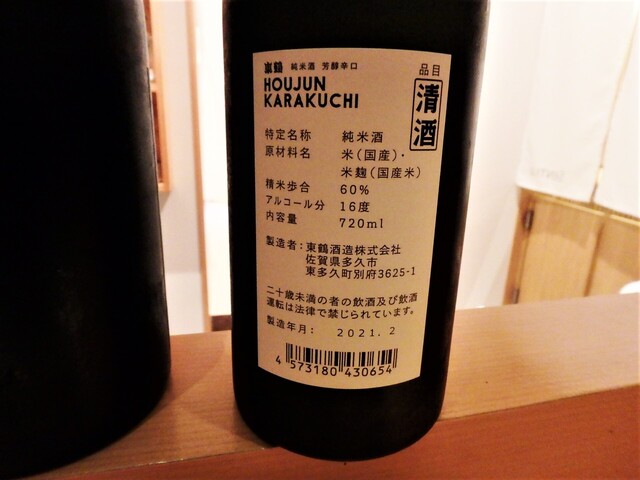 東鶴 純米酒 芳醇辛口
HOUJUN
KARAKUCHI
品目
清酒
特定名称 純米酒
原材料名 米(国産)・
米麹(国産米)
精米歩合 60%
アルコール分 16度
内容量 720ml
製造者:東鶴酒造株式会社
佐賀県多久市
東多久町別府3625-1
二十歳未満の者の飲酒及び飲酒
運転は法律で禁じられています。
製造年月: 2021.2
4 573180 430654